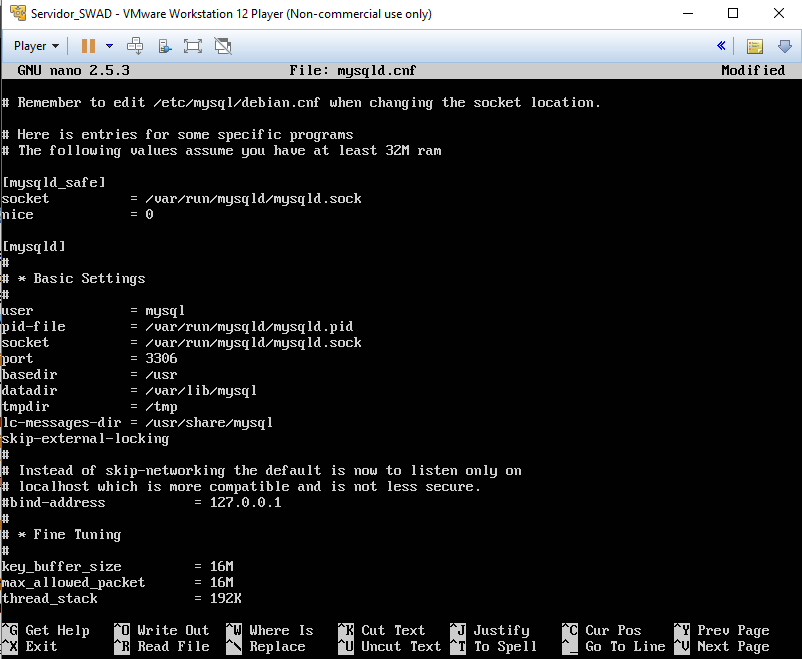 Servidor_SWAD - VMware Workstation 12 Player (Non-commercial use only)
Player
GNU nano 2.5.3 File: mysqld.cnf Modified
# Remember to edit /etc/mysql/debian.cnf when changing the socket location.
# Here is entries for some specific programs
# The following values assume you have at least 32M ram
[mysqld_safe]
socket = /var/run/mysqld/mysqld.sock
nice = 0
[mysqld]
#
# * Basic Settings
#
user = mysql
pid-file = /var/run/mysqld/mysqld.pid
socket = /var/run/mysqld/mysqld.sock
port = 3306
basedir = /usr
datadir = /var/lib/mysql
tmpdir = /tmp
lc-messages-dir = /usr/share/mysql
skip-external-locking
#
# Instead of skip-networking the default is now to listen only on
# localhost which is more compatible and is not less secure.
#bind-address = 127.0.0.1
#
# * Fine Tuning
#
key_buffer_size = 16M
max_allowed_packet = 16M
thread_stack = 192K
^G Get Help ^O Write Out ^W Where Is ^K Cut Text ^J Justify ^C Cur Pos ^Y Prev Page
^X Exit ^R Read File ^\ Replace ^U Uncut Text ^T To Spell ^_ Go To Line ^V Next Page